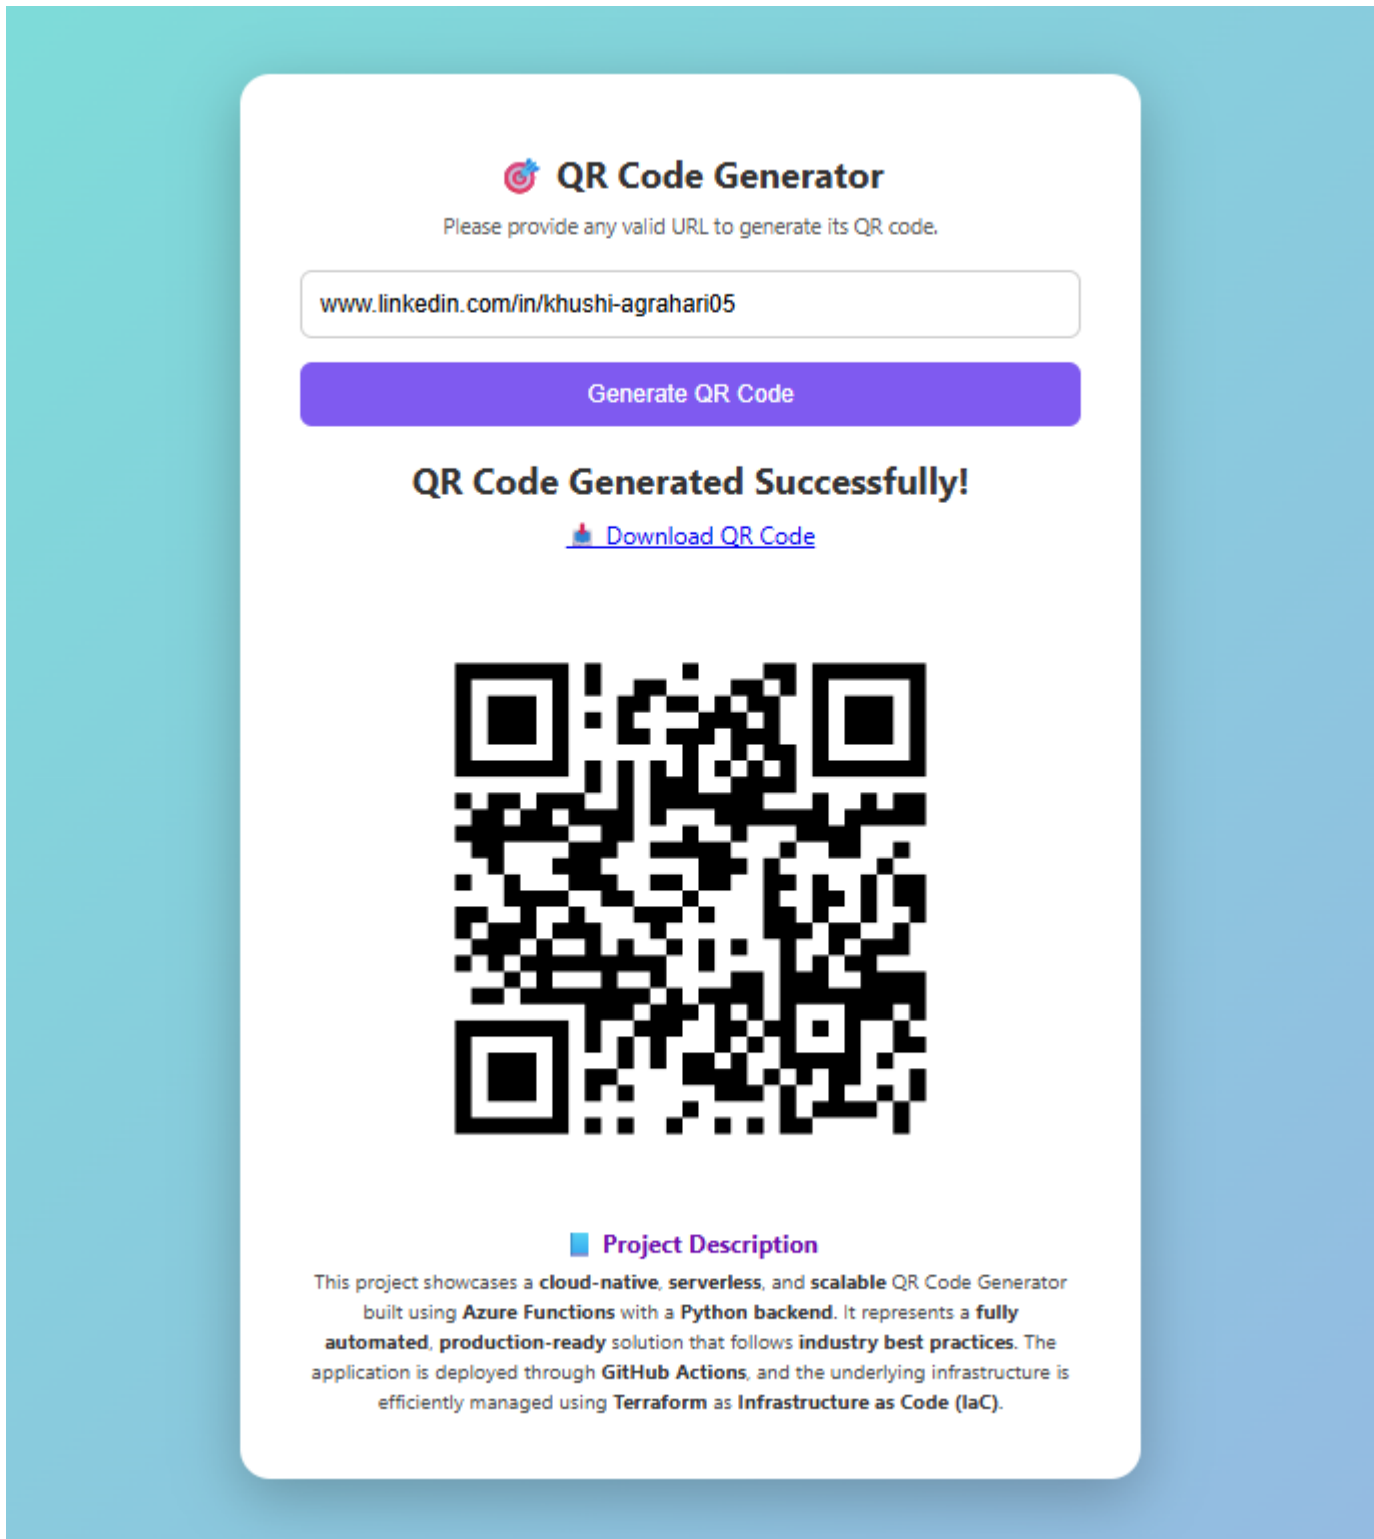 🎯 QR Code Generator
Please provide any valid URL to generate its QR code.
www.linkedin.com/in/khushi-agrahari05
Generate QR Code
QR Code Generated Successfully!
📥 Download QR Code
📘 Project Description
This project showcases a cloud-native, serverless, and scalable QR Code Generator
built using Azure Functions with a Python backend. It represents a fully
automated, production-ready solution that follows industry best practices. The
application is deployed through GitHub Actions, and the underlying infrastructure is
efficiently managed using Terraform as Infrastructure as Code (IaC).